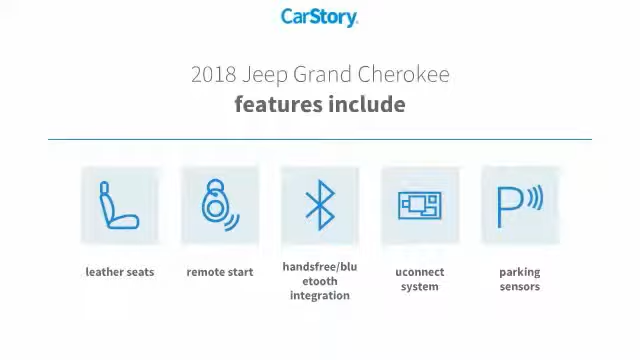 CarStory.
2018 Jeep Grand Cherokee
features include
P
leather seats
remote start
handsfree/blu
etooth
integration
uconnect
system
parking
sensors